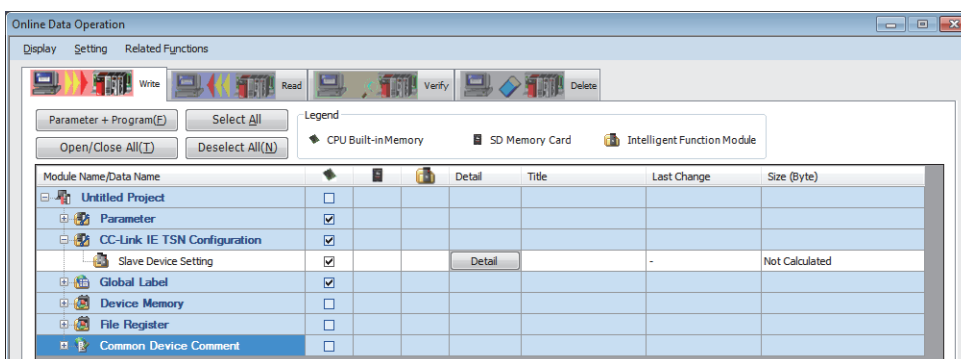 Online Data Operation
Display Setting Related Functions
Write Read Verify Delete
Parameter + Program(F) Select All
Legend
CPU Built-in Memory SD Memory Card Intelligent Function Module
Open/Close All(T) Deselect All(N)
Module Name/Data Name Detail Title Last Change Size (Byte)
Untitled Project
Parameter
CC-Link IE TSN Configuration
Slave Device Setting Detail - Not Calculated
Global Label
Device Memory
File Register
Common Device Comment